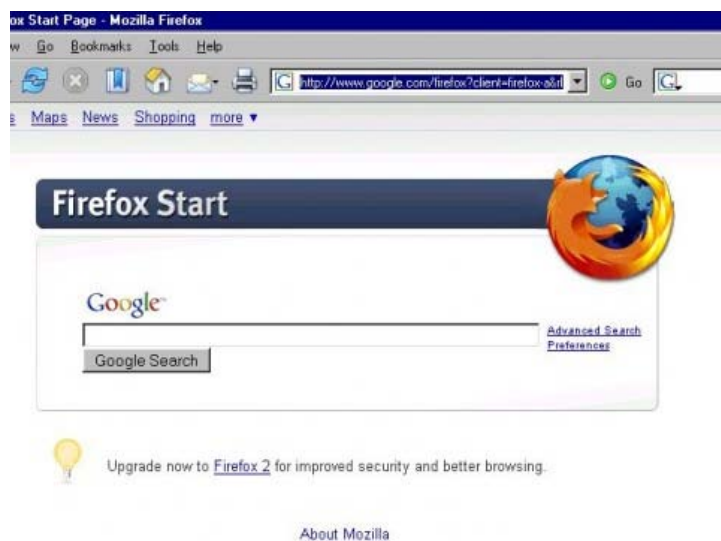 ox Start Page - Mozilla Firefox
w Go Bookmarks Tools Help
G http://www.google.com/firefox?client=firefox-a&rl Go G
s Maps News Shopping more ▼
Firefox Start
Google™
Advanced Search
Preferences
Google Search
Upgrade now to Firefox 2 for improved security and better browsing.
About Mozilla